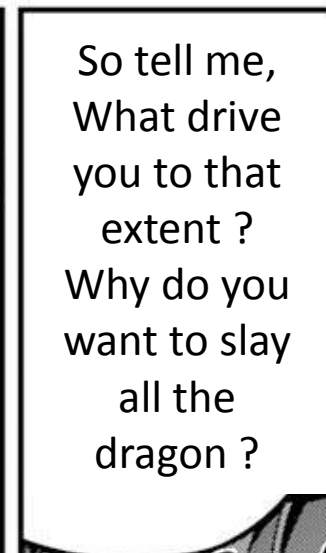 So tell me,
What drive
you to that
extent ?
Why do you
want to slay
all the
dragon ?